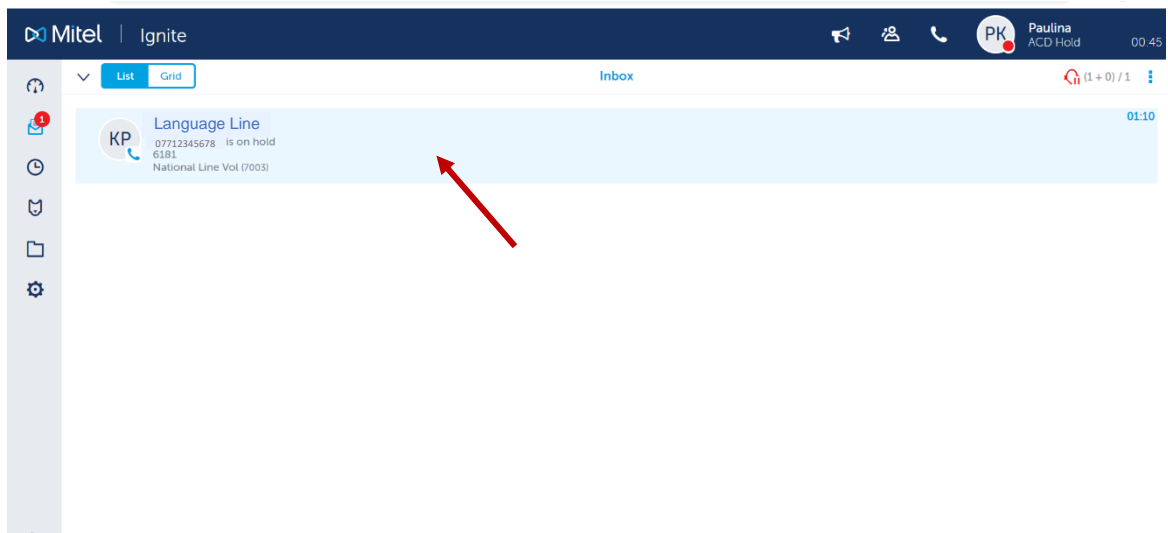 Mitel | Ignite
PK
Paulina
ACD Hold
00:45
List
Grid
Inbox
(1 + 0) / 1
1
KP
Language Line
07712345678 is on hold
6181
National Line Vol (7003)
01:10